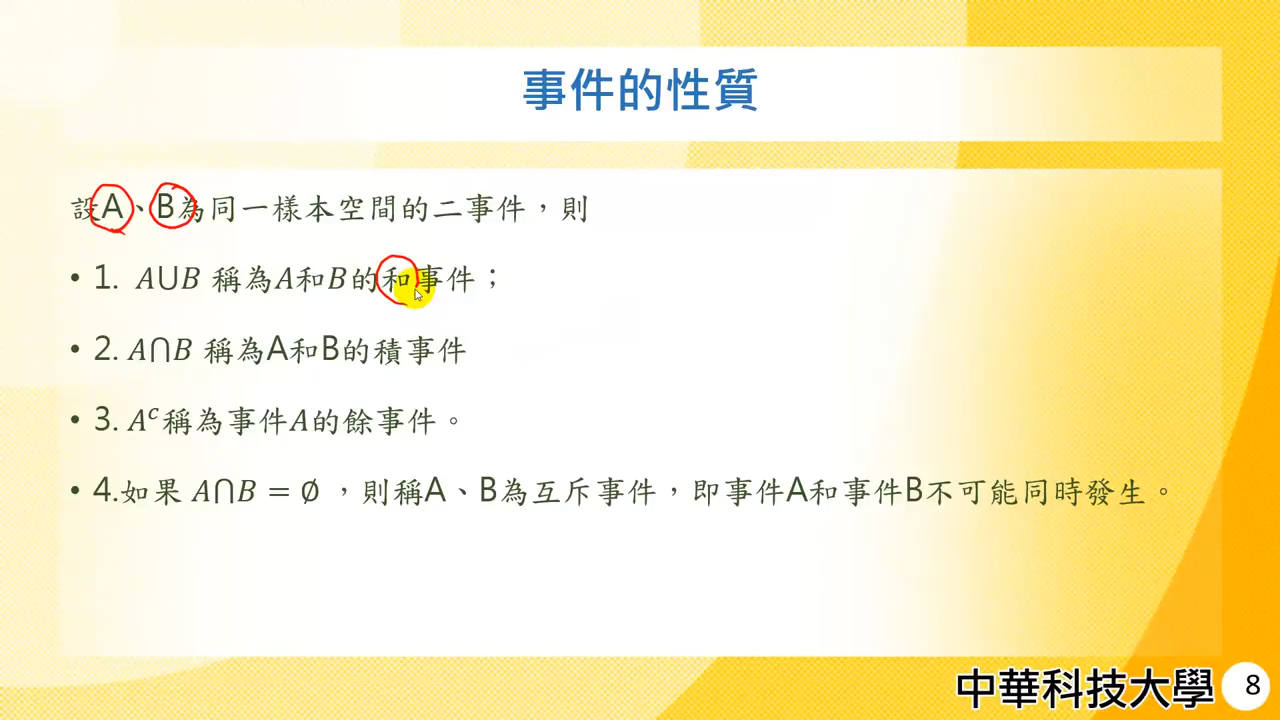 事件的性質
設A、B為同一樣本空間的二事件，則
• 1. A⋃B 稱為A和B的和事件；
• 2. A⋂B 稱為A和B的積事件
• 3. Aᶜ稱為事件A的餘事件。
• 4.如果 A⋂B = ∅ ，則稱A、B為互斥事件，即事件A和事件B不可能同時發生。
中華科技大學 8